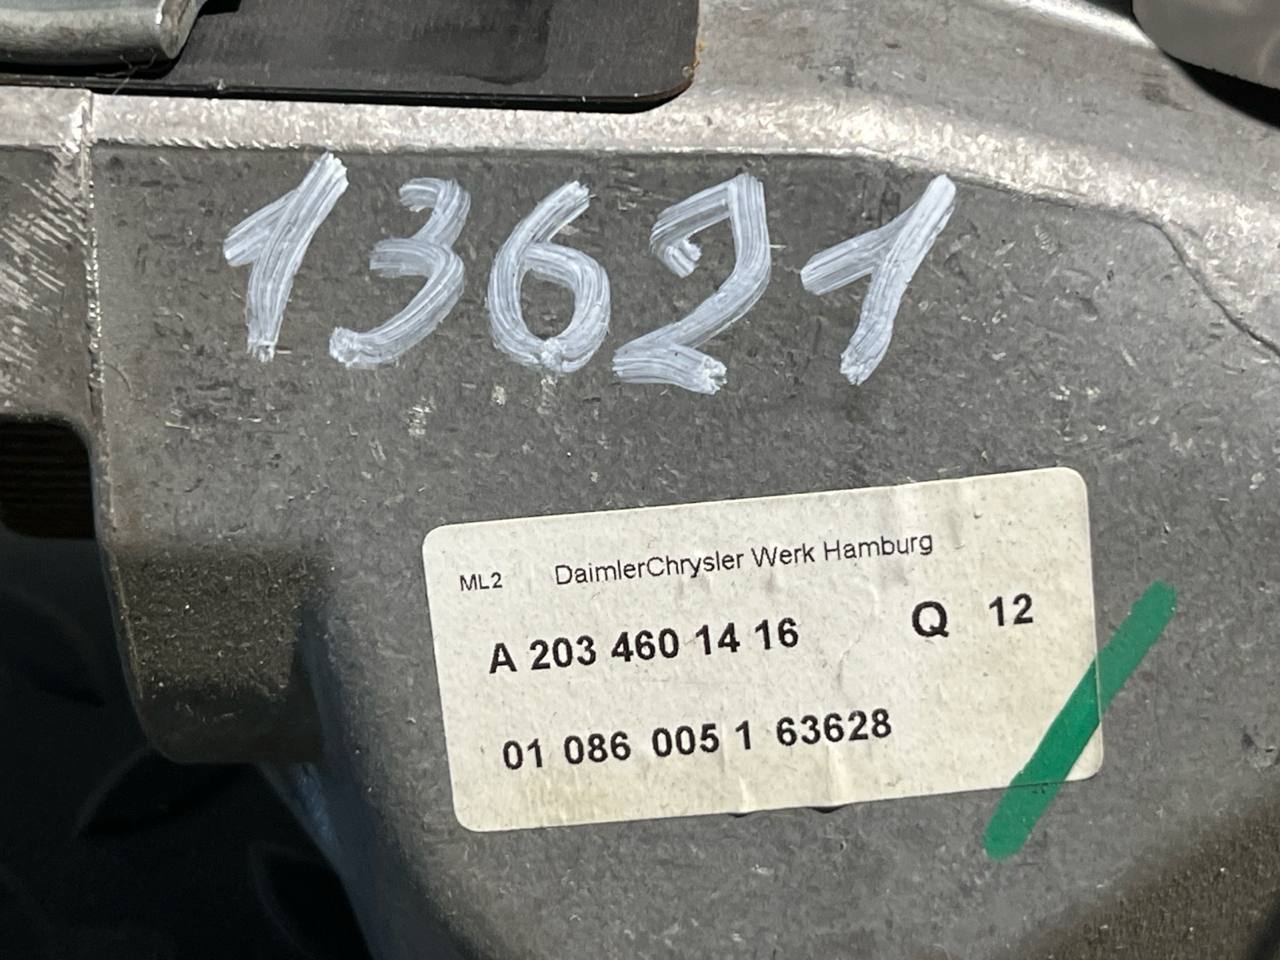 13621
ML2 DaimlerChrysler Werk Hamburg
A 203 460 14 16 Q 12
01 086 005 1 63628